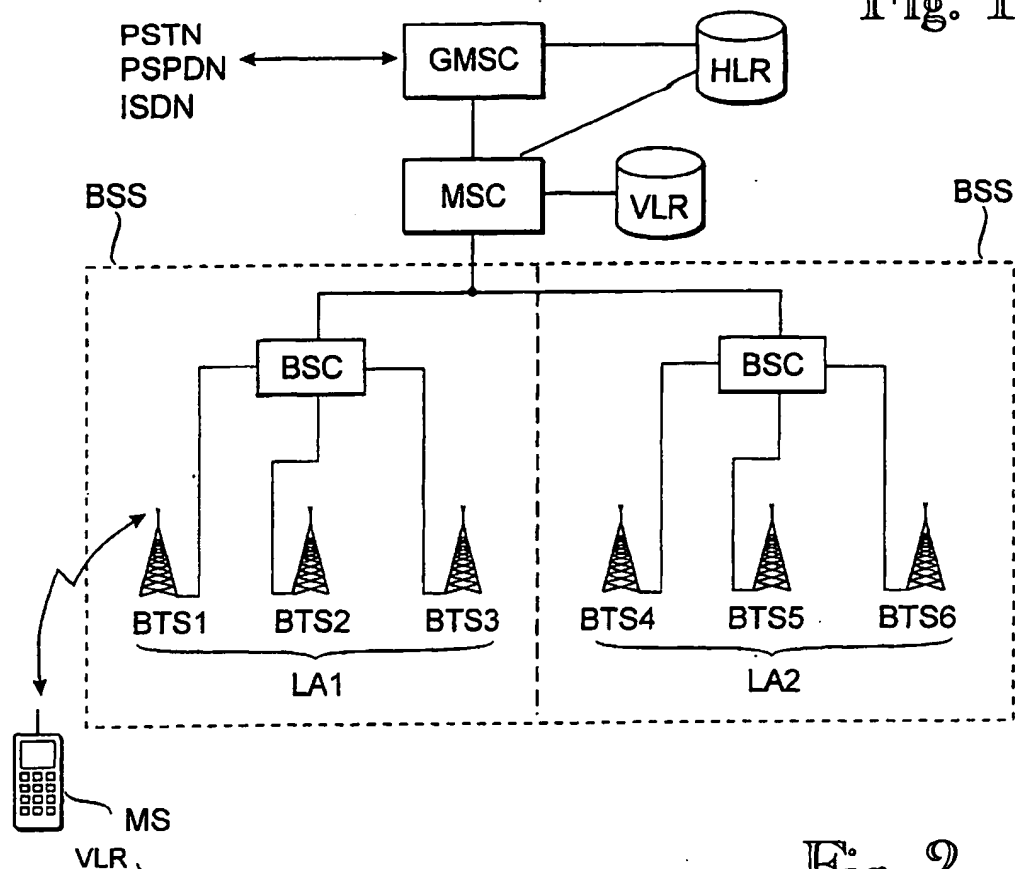 Fig. 1
PSTN
PSPDN
ISDN
GMSC
HLR
MSC
VLR
BSS
BSS
BSC
BSC
BTS1
BTS2
BTS3
BTS4
BTS5
BTS6
LA1
LA2
MS
VLR
Fig. 2